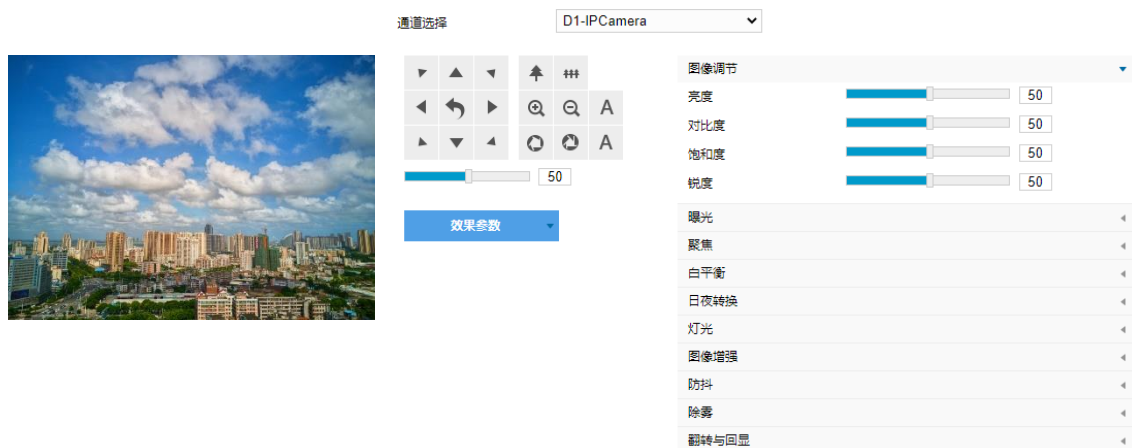 通道选择 D1-IPCamera
图像调节
亮度 50
对比度 50
饱和度 50
锐度 50
A
A
50
效果参数
曝光
聚焦
白平衡
日夜转换
灯光
图像增强
防抖
除雾
翻转与回显